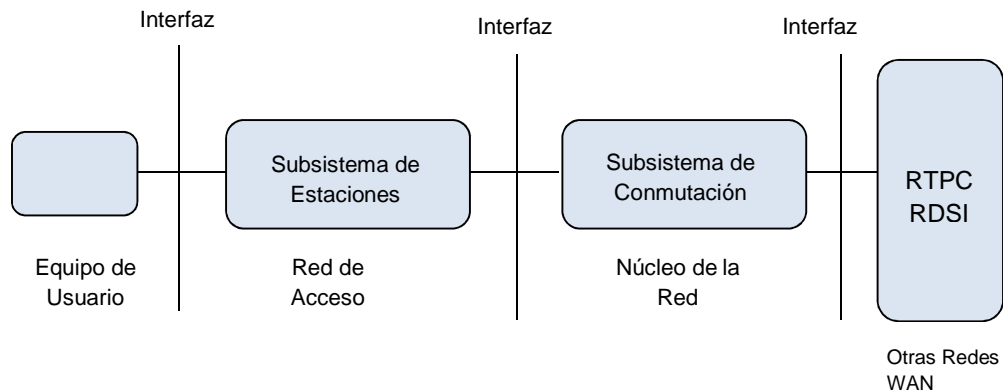 Interfaz
Interfaz
Interfaz
Subsistema de
Estaciones
Subsistema de
Conmutación
RTPC
RDSI
Equipo de
Usuario
Red de
Acceso
Núcleo de la
Red
Otras Redes
WAN